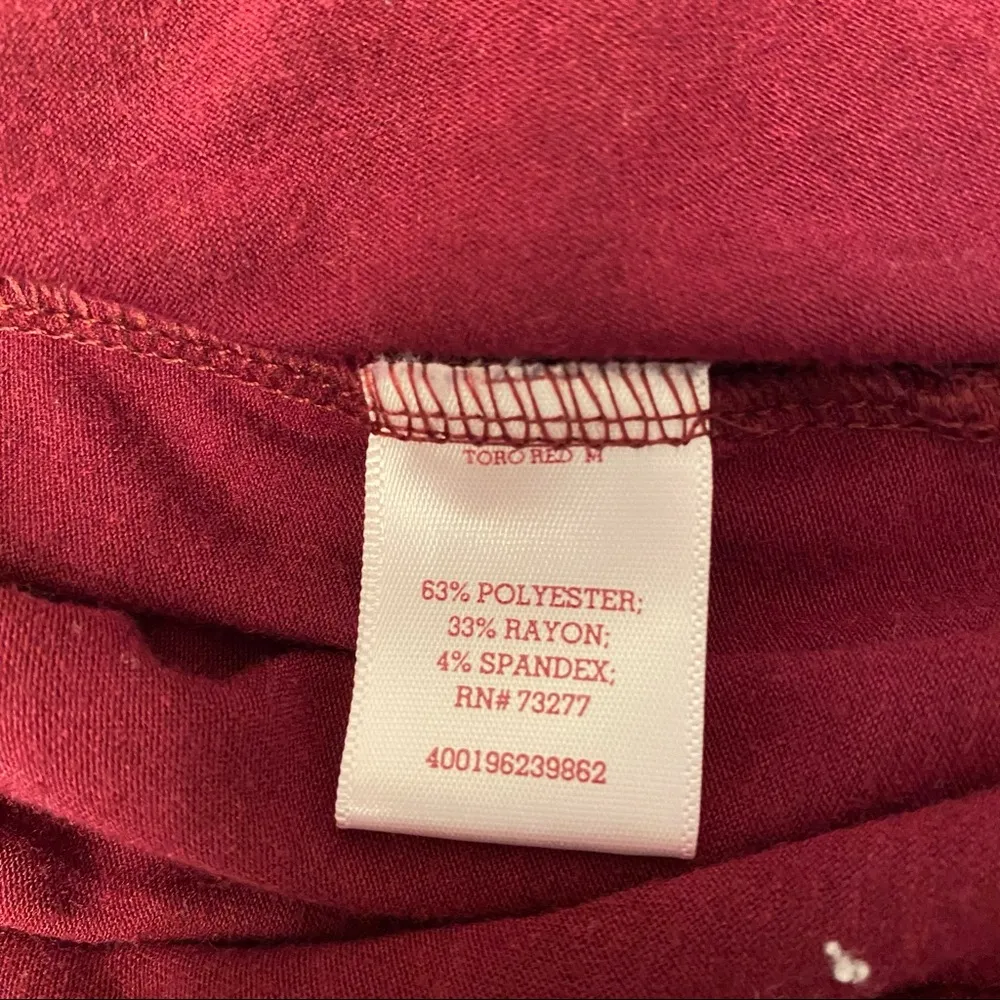 TORO RED M
63% POLYESTER;
33% RAYON;
4% SPANDEX;
RN# 73277
400196239862